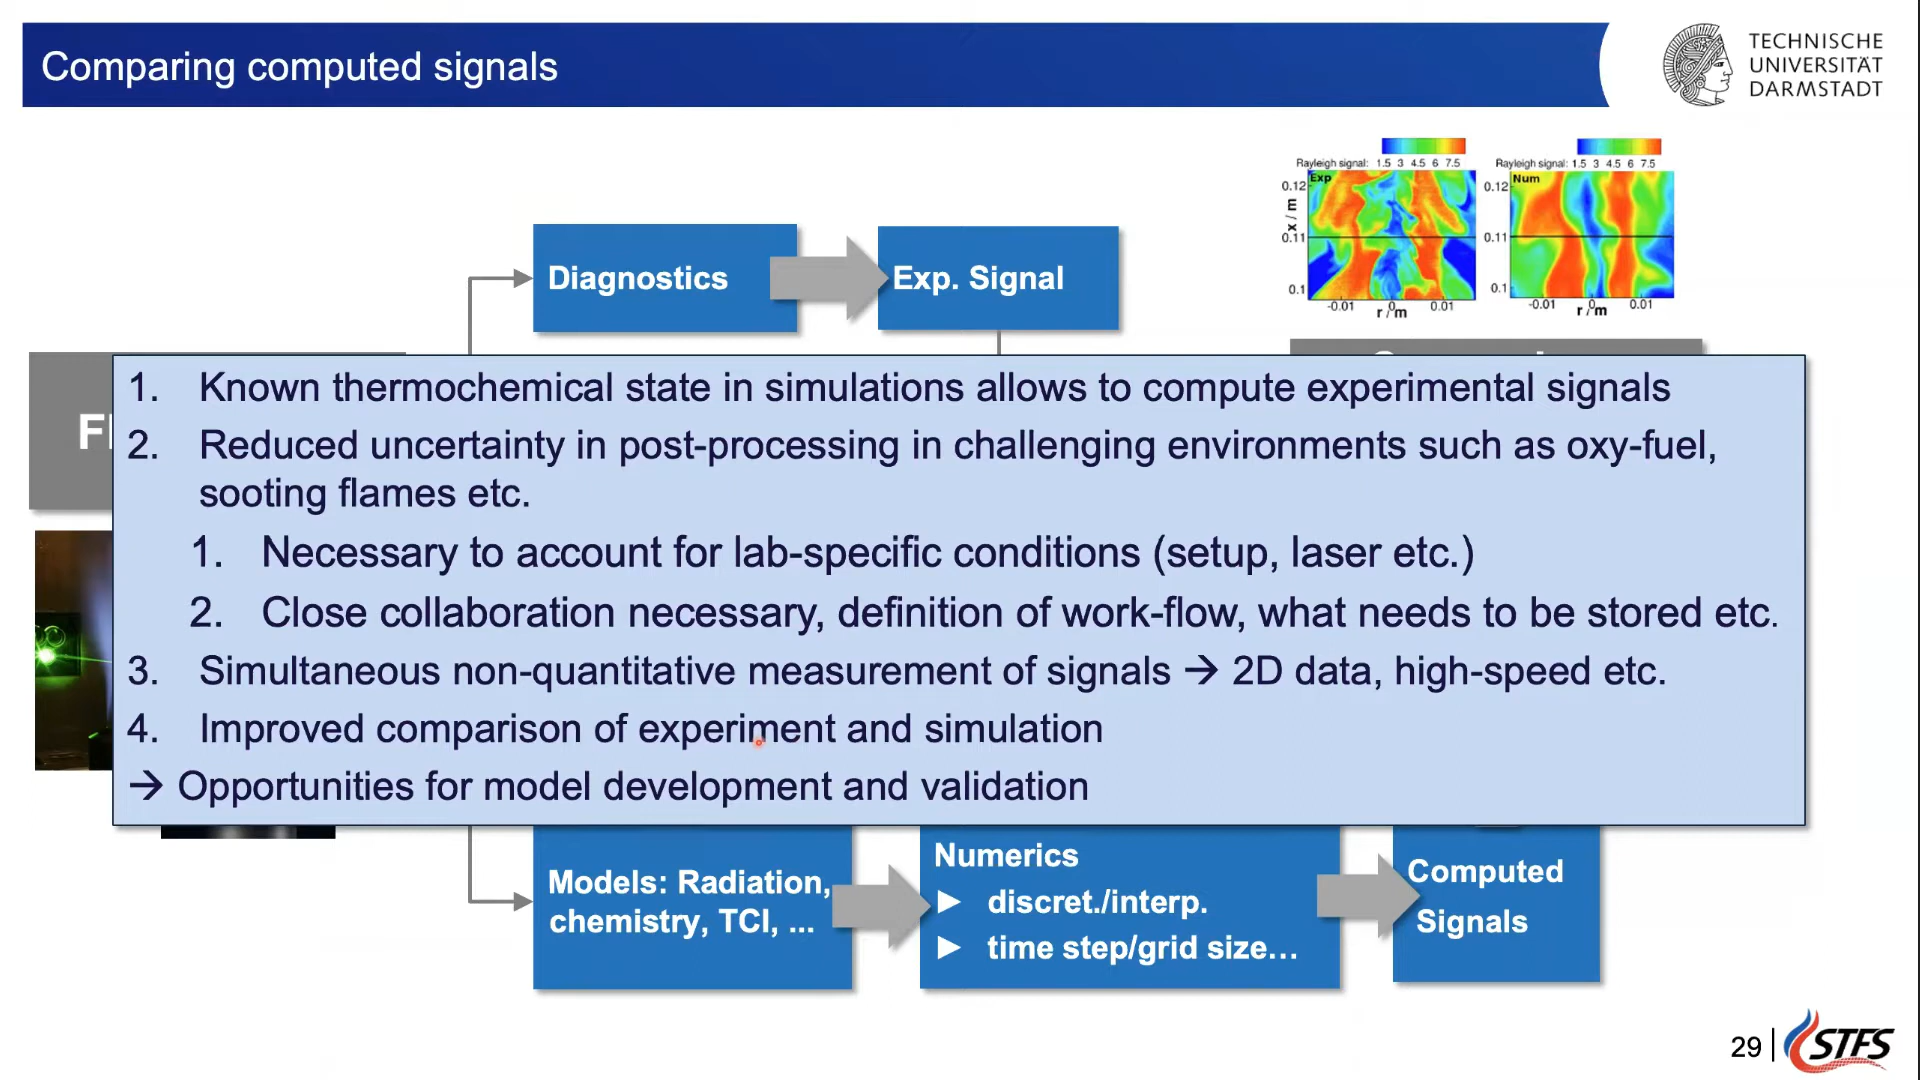 Comparing computed signals
TECHNISCHE
UNIVERSITÄT
DARMSTADT
Rayleigh signal: 1.5 3 4.5 6 7.5
Exp
0.12
0.11
0.1
x / m
-0.01 0 0.01
r / m
Rayleigh signal: 1.5 3 4.5 6 7.5
Num
0.12
0.11
0.1
-0.01 0 0.01
r / m
Diagnostics
Exp. Signal
1. Known thermochemical state in simulations allows to compute experimental signals
2. Reduced uncertainty in post-processing in challenging environments such as oxy-fuel,
sooting flames etc.
1. Necessary to account for lab-specific conditions (setup, laser etc.)
2. Close collaboration necessary, definition of work-flow, what needs to be stored etc.
3. Simultaneous non-quantitative measurement of signals → 2D data, high-speed etc.
4. Improved comparison of experiment and simulation
→ Opportunities for model development and validation
Models: Radiation,
chemistry, TCI, ...
Numerics
► discret./interp.
► time step/grid size…
Computed
Signals
29
STFS